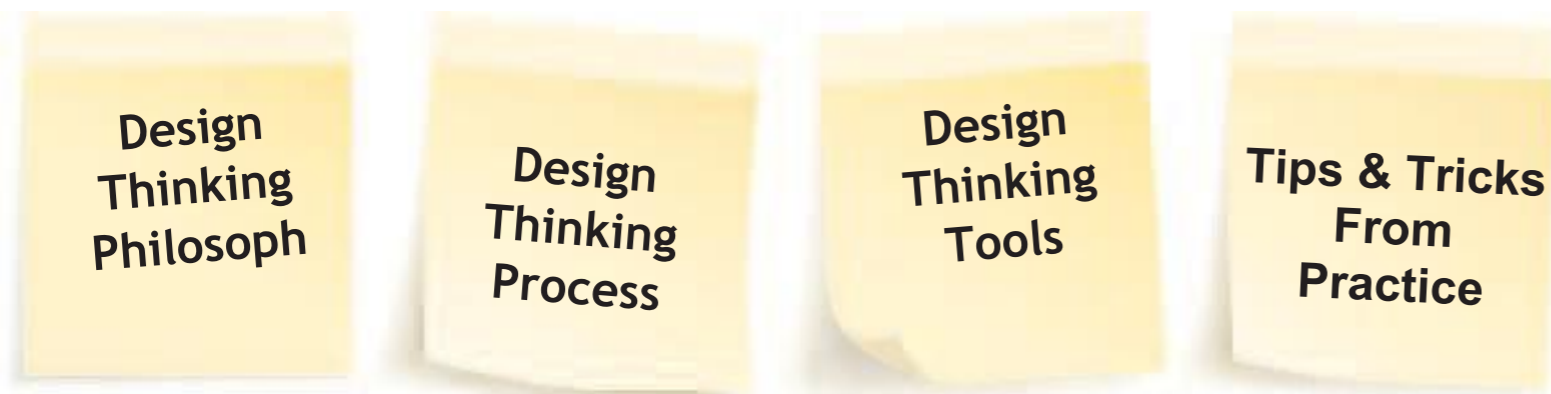 Design
Thinking
Philosoph
Design
Thinking
Process
Design
Thinking
Tools
Tips & Tricks
From
Practice